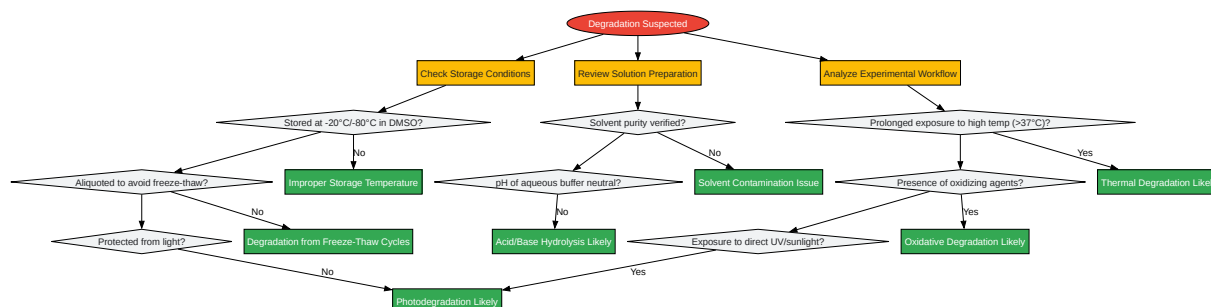 Degradation Suspected
Check Storage Conditions
Review Solution Preparation
Analyze Experimental Workflow
Stored at -20°C/-80°C in DMSO?
Solvent purity verified?
Prolonged exposure to high temp (>37°C)?
No
No
Yes
Aliquoted to avoid freeze-thaw?
Improper Storage Temperature
pH of aqueous buffer neutral?
Solvent Contamination Issue
Presence of oxidizing agents?
Thermal Degradation Likel
No
No
Yes
Protected from light?
Degradation from Freeze-Thaw Cycles
Acid/Base Hydrolysis Likely
Exposure to direct UV/sunlight?
Oxidative Degradation Likely
No
Yes
Photodegradation Likely